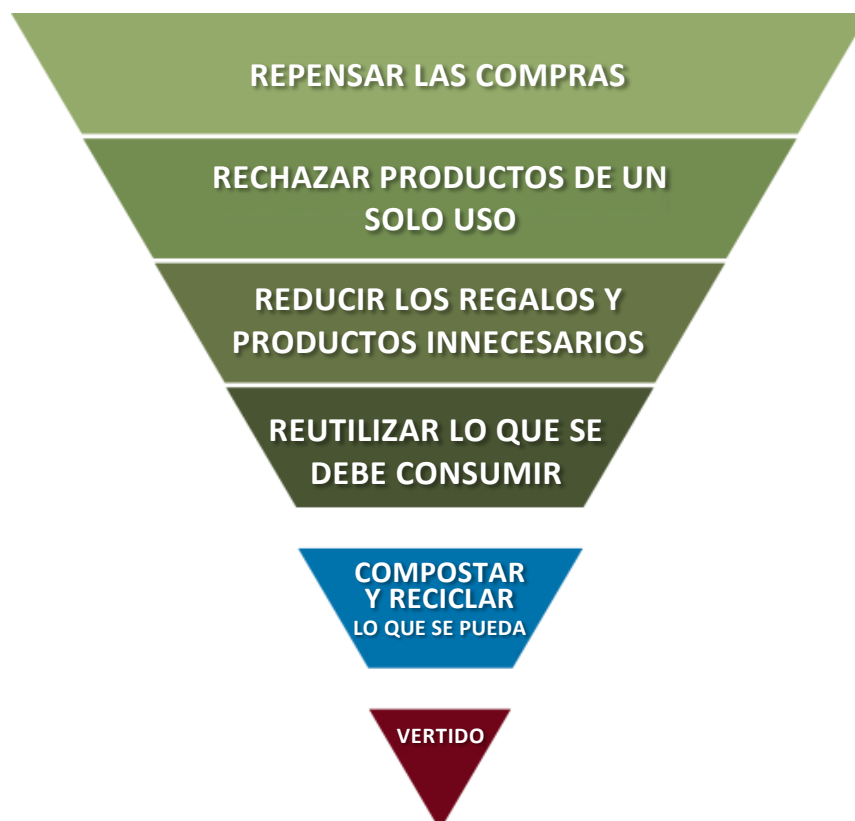 REPENSAR LAS COMPRAS
RECHAZAR PRODUCTOS DE UN
SOLO USO
REDUCIR LOS REGALOS Y
PRODUCTOS INNECESARIOS
REUTILIZAR LO QUE SE
DEBE CONSUMIR
COMPOSTAR
Y RECICLAR
LO QUE SE PUEDA
VERTIDO